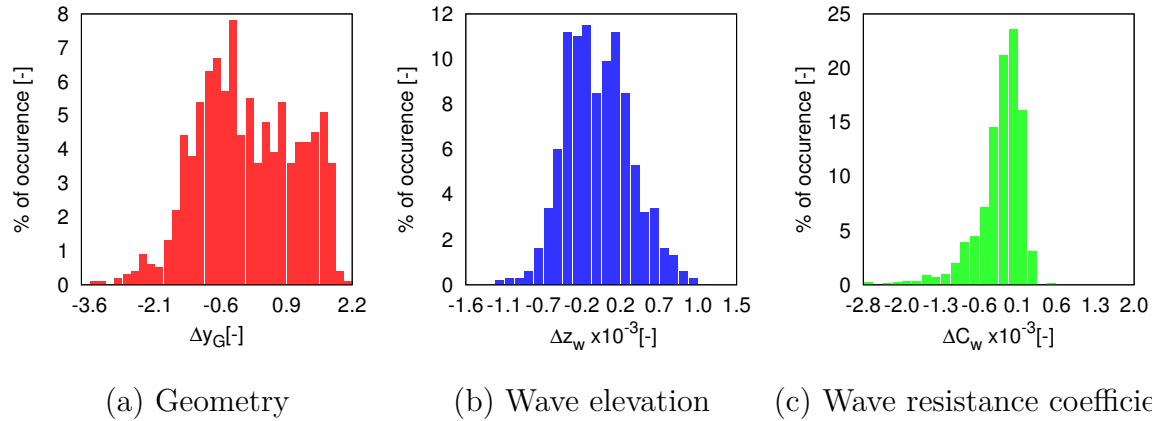 % of occurence [-]
8
7
6
5
4
3
2
1
0
-3.6 -2.1 -0.6 0.9 2.2
Δy_G[-]
(a) Geometry
% of occurence [-]
12
10
8
6
4
2
0
-1.6 -1.1 -0.7 -0.2 0.2 0.7 1.0 1.5
Δz_w x10^-3[-]
(b) Wave elevation
% of occurence [-]
25
20
15
10
5
0
-2.8 -2.0 -1.3 -0.6 0.1 0.6 1.3 2.0
ΔC_w x10^-3[-]
(c) Wave resistance coefficie